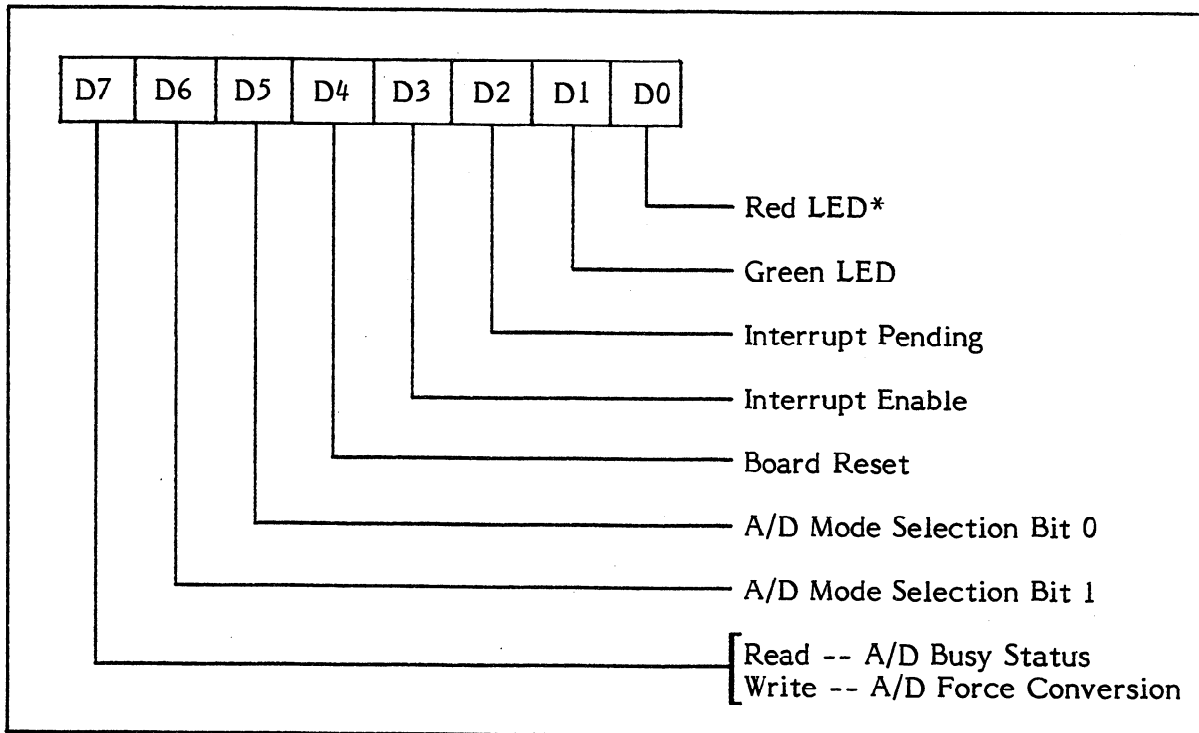 D7 D6 D5 D4 D3 D2 D1 D0
Red LED*
Green LED
Interrupt Pending
Interrupt Enable
Board Reset
A/D Mode Selection Bit 0
A/D Mode Selection Bit 1
Read -- A/D Busy Status
Write -- A/D Force Conversion